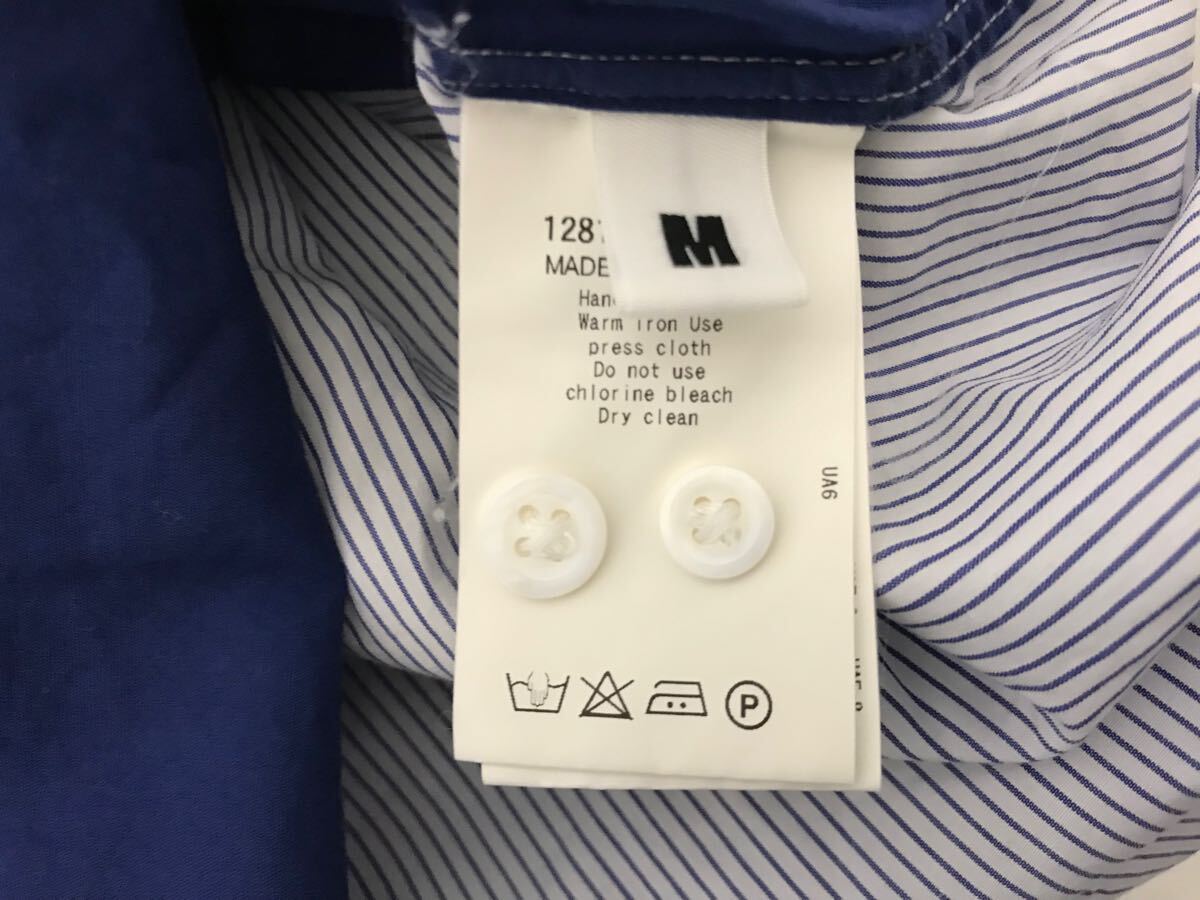 M
128
MADE
Warm Iron Use
press cloth
Do not use
chlorine bleach
Dry clean
UA6
P